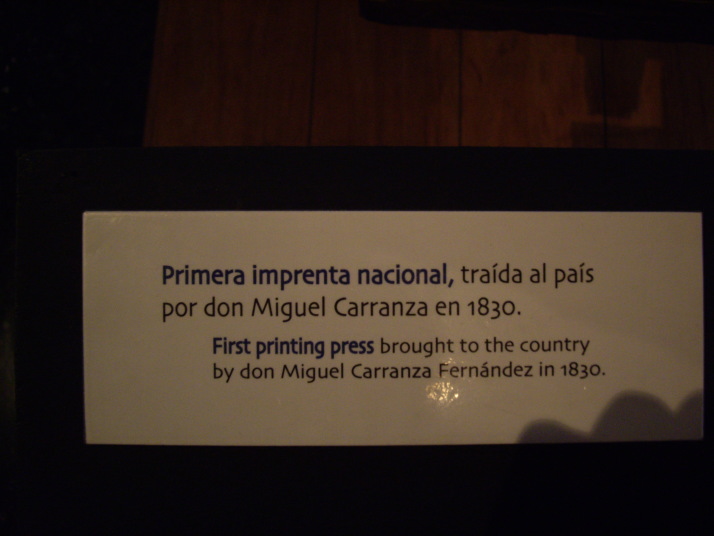 Primera imprenta nacional, traída al país
por don Miguel Carranza en 1830.
First printing press brought to the country
by don Miguel Carranza Fernández in 1830.